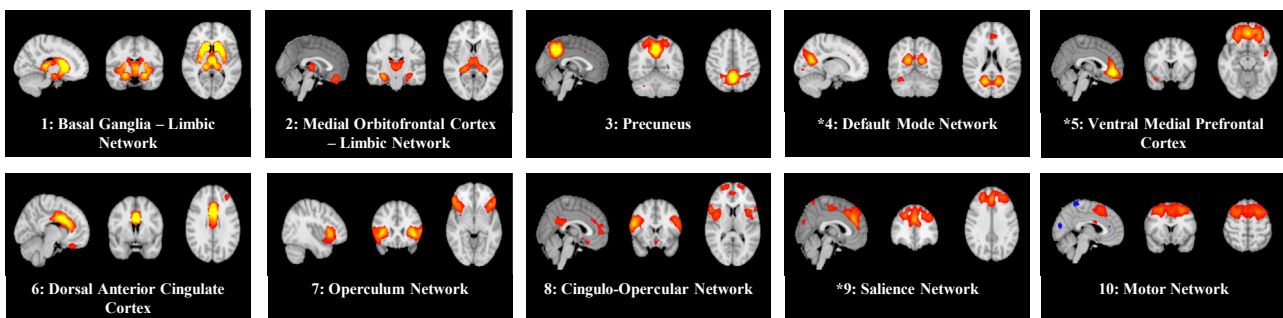 1: Basal Ganglia – Limbic
Network
2: Medial Orbitofrontal Cortex
– Limbic Network
3: Precuneus
*4: Default Mode Network
*5: Ventral Medial Prefrontal
Cortex
6: Dorsal Anterior Cingulate
Cortex
7: Operculum Network
8: Cingulo-Opercular Network
*9: Salience Network
10: Motor Network